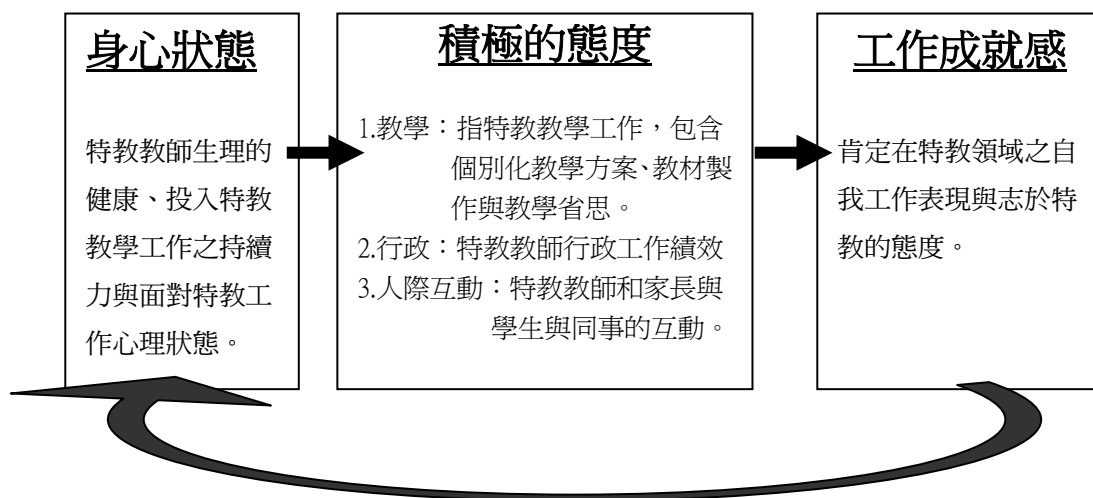 身心狀態
特教教師生理的
健康、投入特教
教學工作之持續
力與面對特教工
作心理狀態。
積極的態度
1.教學：指特教教學工作，包含
個別化教學方案、教材製
作與教學省思。
2.行政：特教教師行政工作績效
3.人際互動：特教教師和家長與
學生與同事的互動。
工作成就感
肯定在特教領域之自
我工作表現與志於特
教的態度。